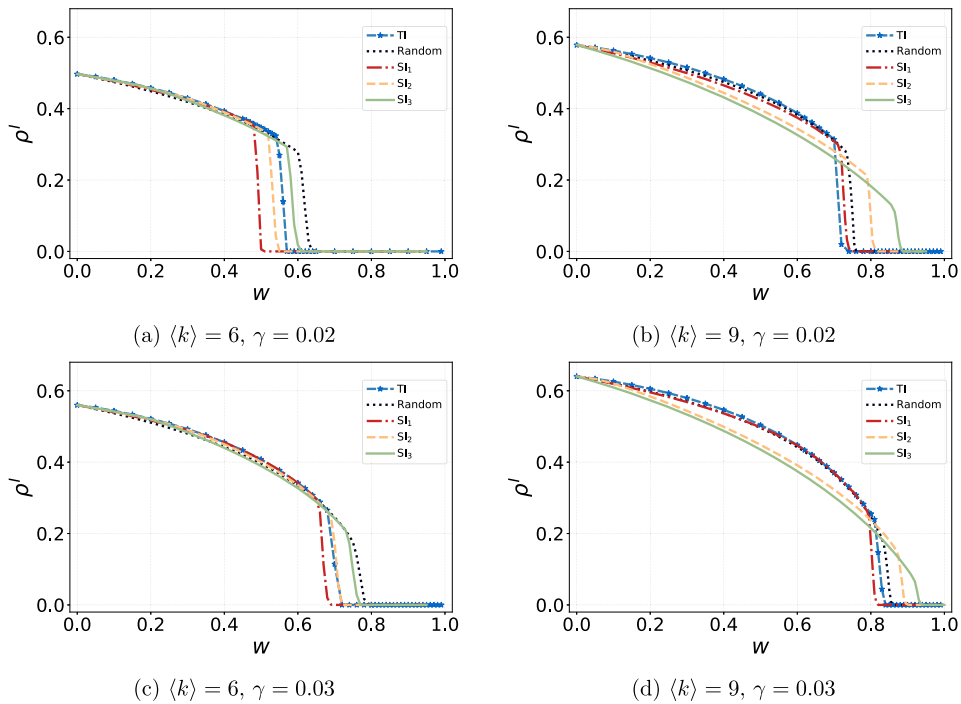 0.6
0.4
0.2
0.0
ρ^I
0.0 0.2 0.4 0.6 0.8 1.0
w
TI
Random
SI₁
SI₂
SI₃
(a) ⟨k⟩ = 6, γ = 0.02
0.6
0.4
0.2
0.0
ρ^I
0.0 0.2 0.4 0.6 0.8 1.0
w
TI
Random
SI₁
SI₂
SI₃
(b) ⟨k⟩ = 9, γ = 0.02
0.6
0.4
0.2
0.0
ρ^I
0.0 0.2 0.4 0.6 0.8 1.0
w
TI
Random
SI₁
SI₂
SI₃
(c) ⟨k⟩ = 6, γ = 0.03
0.6
0.4
0.2
0.0
ρ^I
0.0 0.2 0.4 0.6 0.8 1.0
w
TI
Random
SI₁
SI₂
SI₃
(d) ⟨k⟩ = 9, γ = 0.03